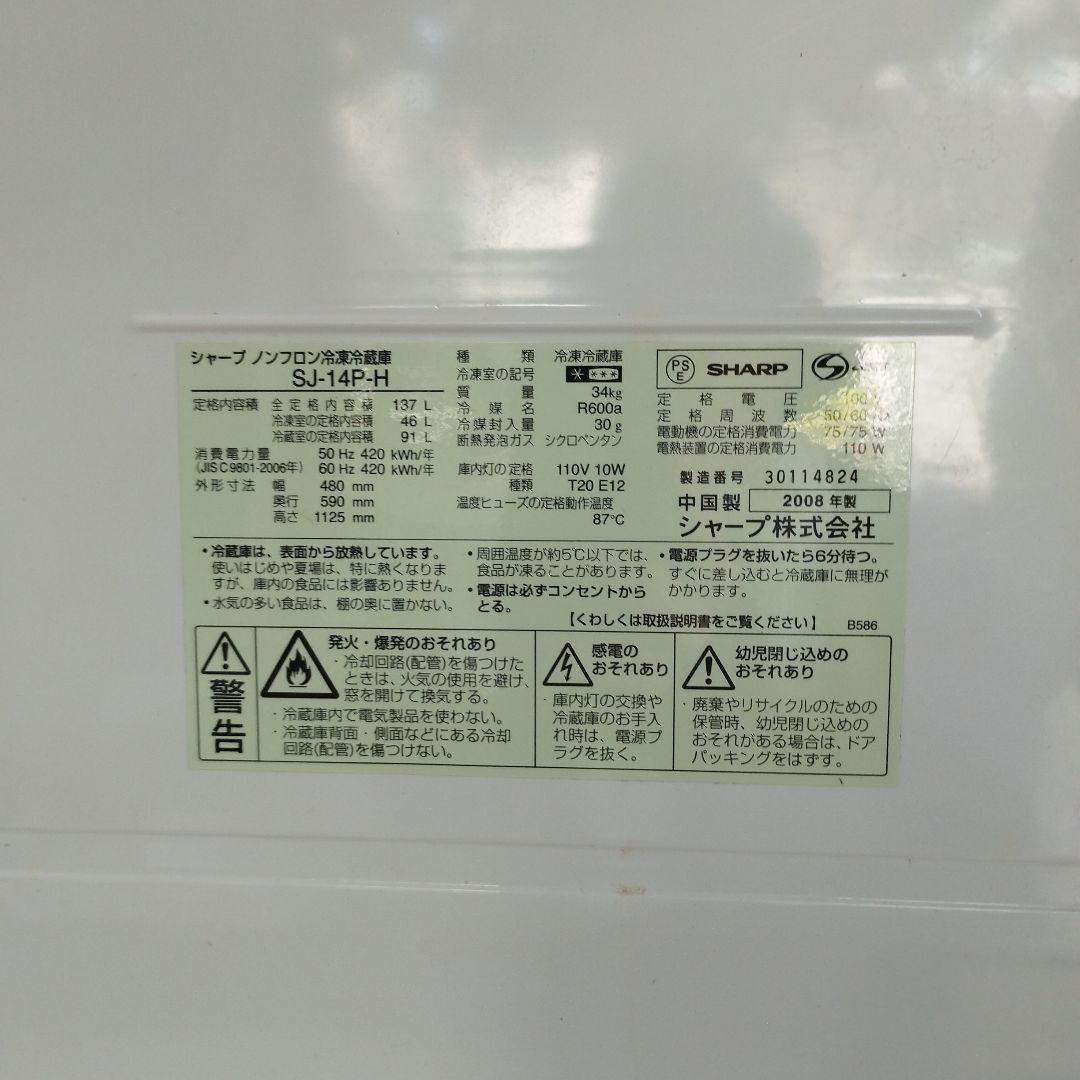 シャープ ノンフロン冷凍冷蔵庫
SJ-14P-H
定格内容積 全定格内容積 137 L
冷凍室の定格内容積 46 L
冷蔵室の定格内容積 91 L
消費電力量 50 Hz 420 kWh/年
(JIS C 9801-2006年) 60 Hz 420 kWh/年
外形寸法 幅 480 mm
奥行 590 mm
高さ 1125 mm
種類 冷凍冷蔵庫
冷凍室の記号 * ***
質量 34kg
冷媒名 R600a
冷媒封入量 30 g
断熱発泡ガス シクロペンタン
庫内灯の定格 110V 10W
種類 T20 E12
温度ヒューズの定格動作温度
87℃
PS E SHARP
定格電圧 100
定格周波数 50/60
電動機の定格消費電力 75/75 W
電熱装置の定格消費電力 110 W
製造番号 30114824
中国製 2008 年製
シャープ株式会社
・冷蔵庫は、表面から放熱しています。
使いはじめや夏場は、特に熱くなりま
すが、庫内の食品には影響ありません。
・水気の多い食品は、棚の奥に置かない。
・周囲温度が約5℃以下では、
食品が凍ることがあります。
・電源は必ずコンセントから
とる。
・電源プラグを抜いたら6分待つ。
すぐに差し込むと冷蔵庫に無理が
かかります。
【くわしくは取扱説明書をご覧ください】 B586
警告
発火・爆発のおそれあり
・冷却回路(配管)を傷つけた
ときは、火気の使用を避け、
窓を開けて換気する。
・冷蔵庫内で電気製品を使わない。
・冷蔵庫背面・側面などにある冷却
回路(配管)を傷つけない。
感電の
おそれあり
・庫内灯の交換や
冷蔵庫のお手入
れ時は、電源プ
ラグを抜く。
幼児閉じ込めの
おそれあり
・廃棄やリサイクルのための
保管時、幼児閉じ込めの
おそれがある場合は、ドア
パッキングをはずす。